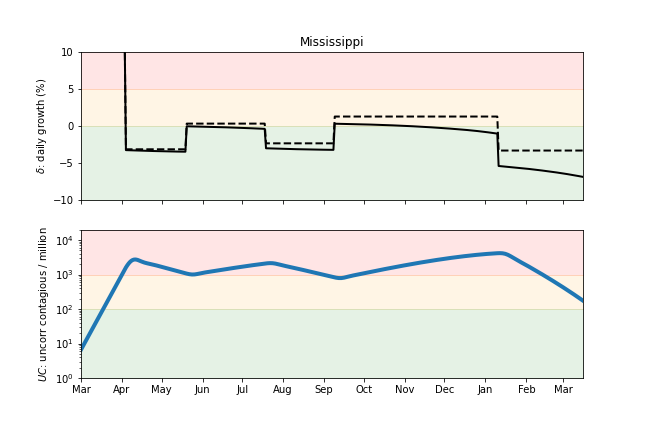 Mississippi
δ: daily growth (%)
10
5
0
−5
−10
UC: uncorr contagious / million
10⁴
10³
10²
10¹
10⁰
Mar Apr May Jun Jul Aug Sep Oct Nov Dec Jan Feb Mar